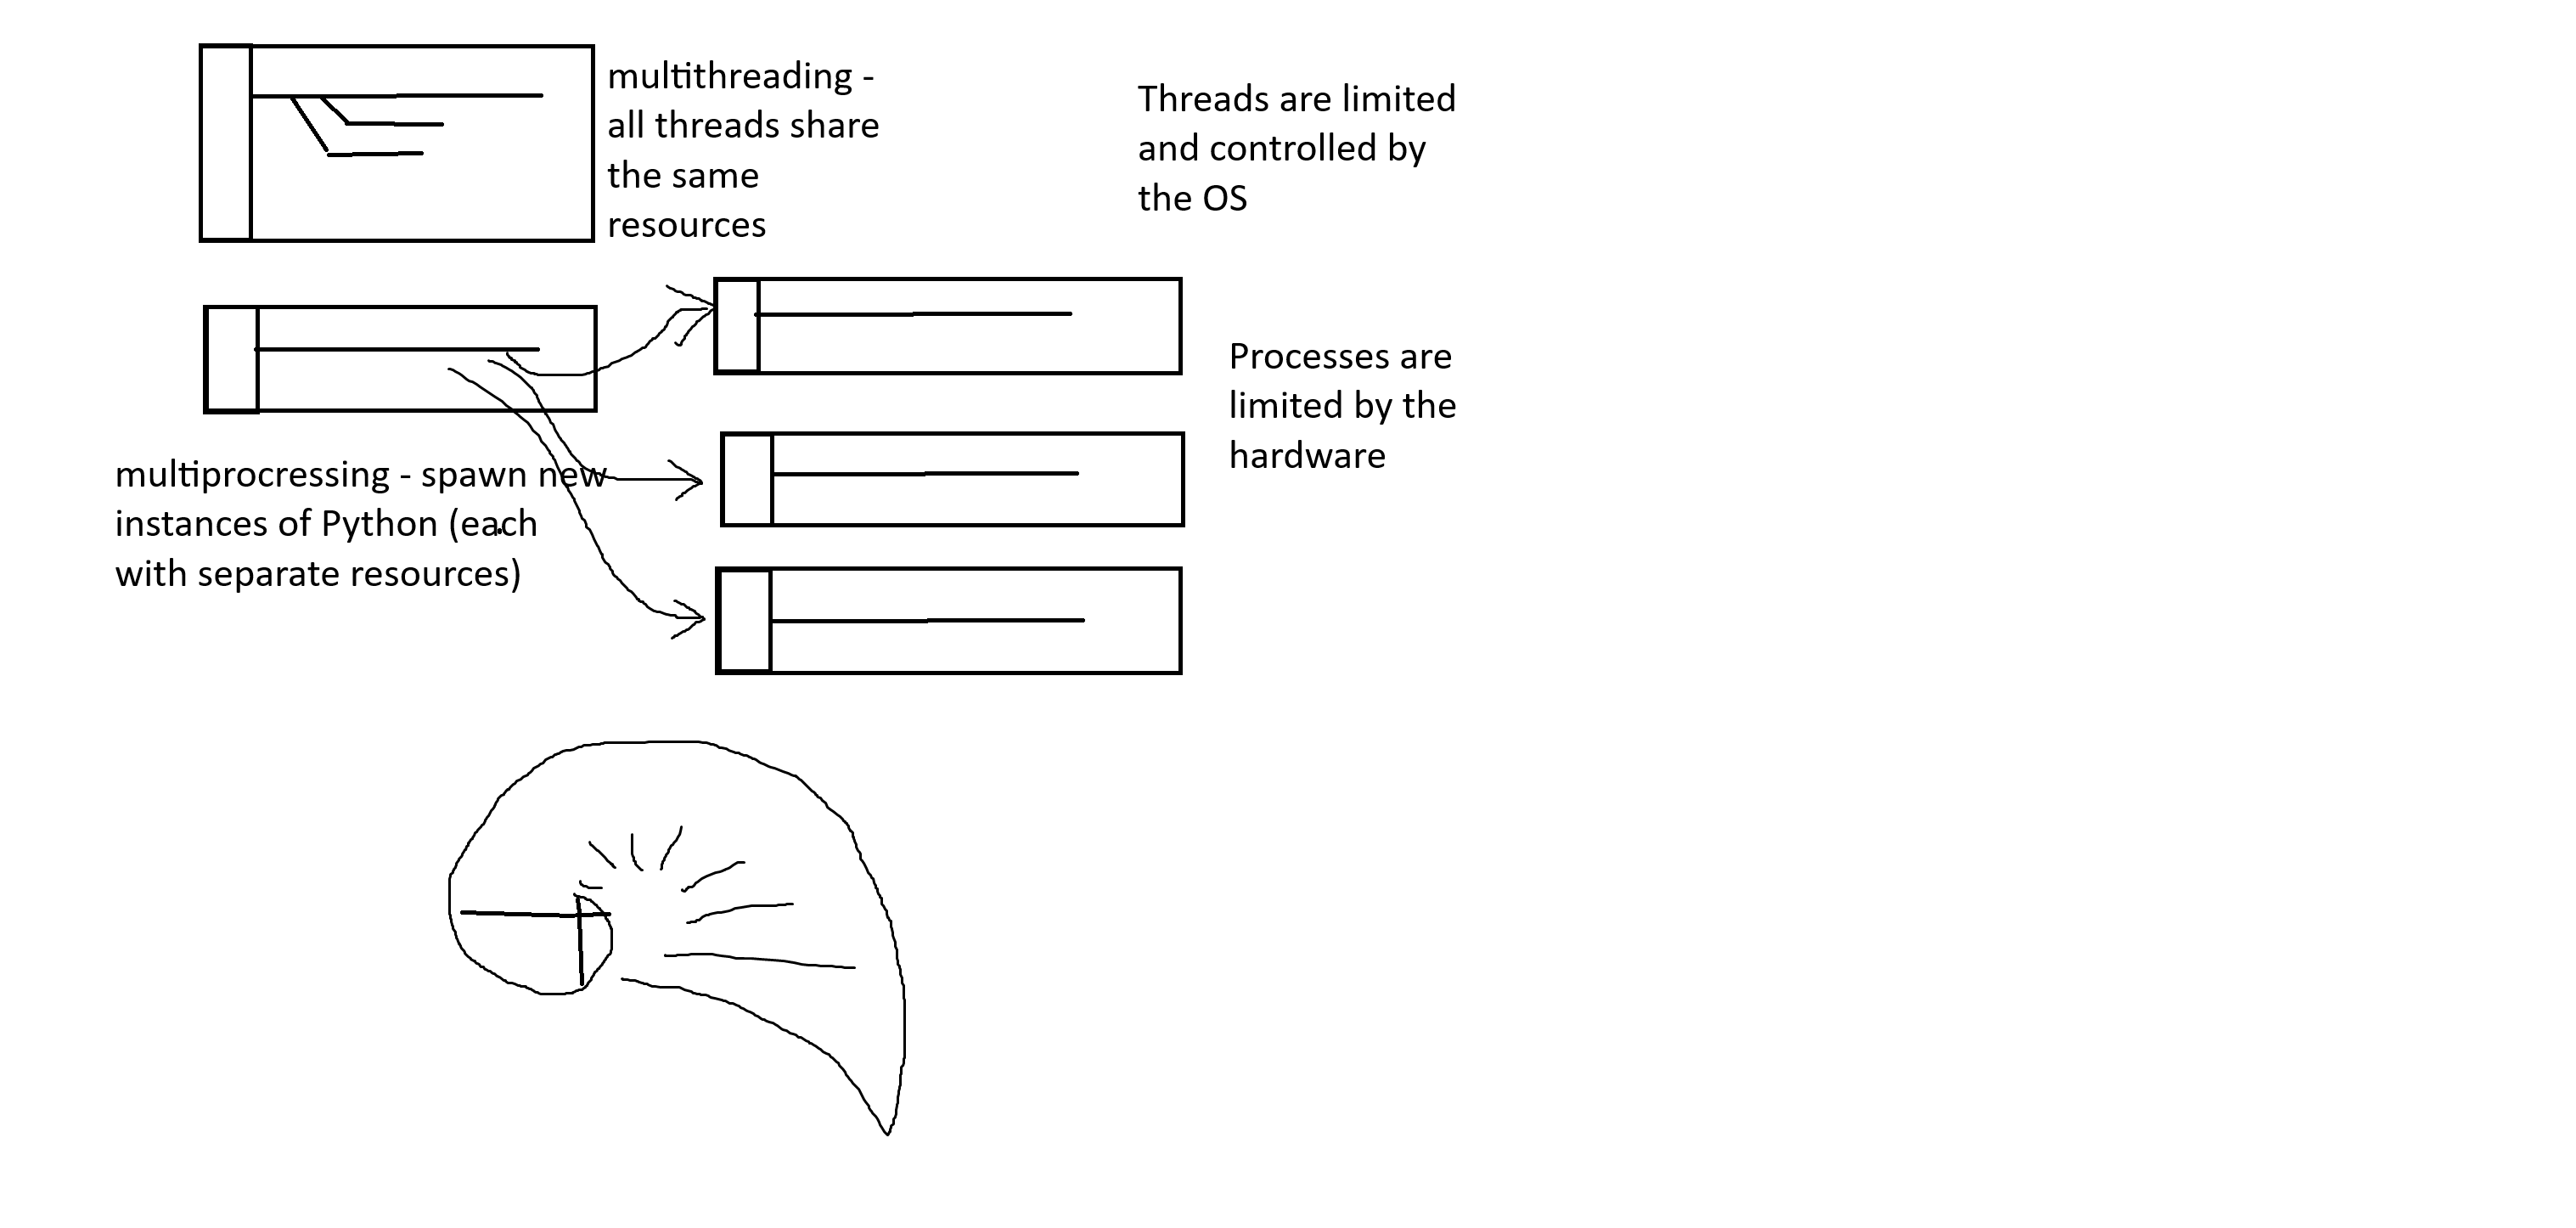 multithreading -
all threads share
the same
resources
Threads are limited
and controlled by
the OS
Processes are
limited by the
hardware
multiprocressing - spawn new
instances of Python (each
with separate resources)